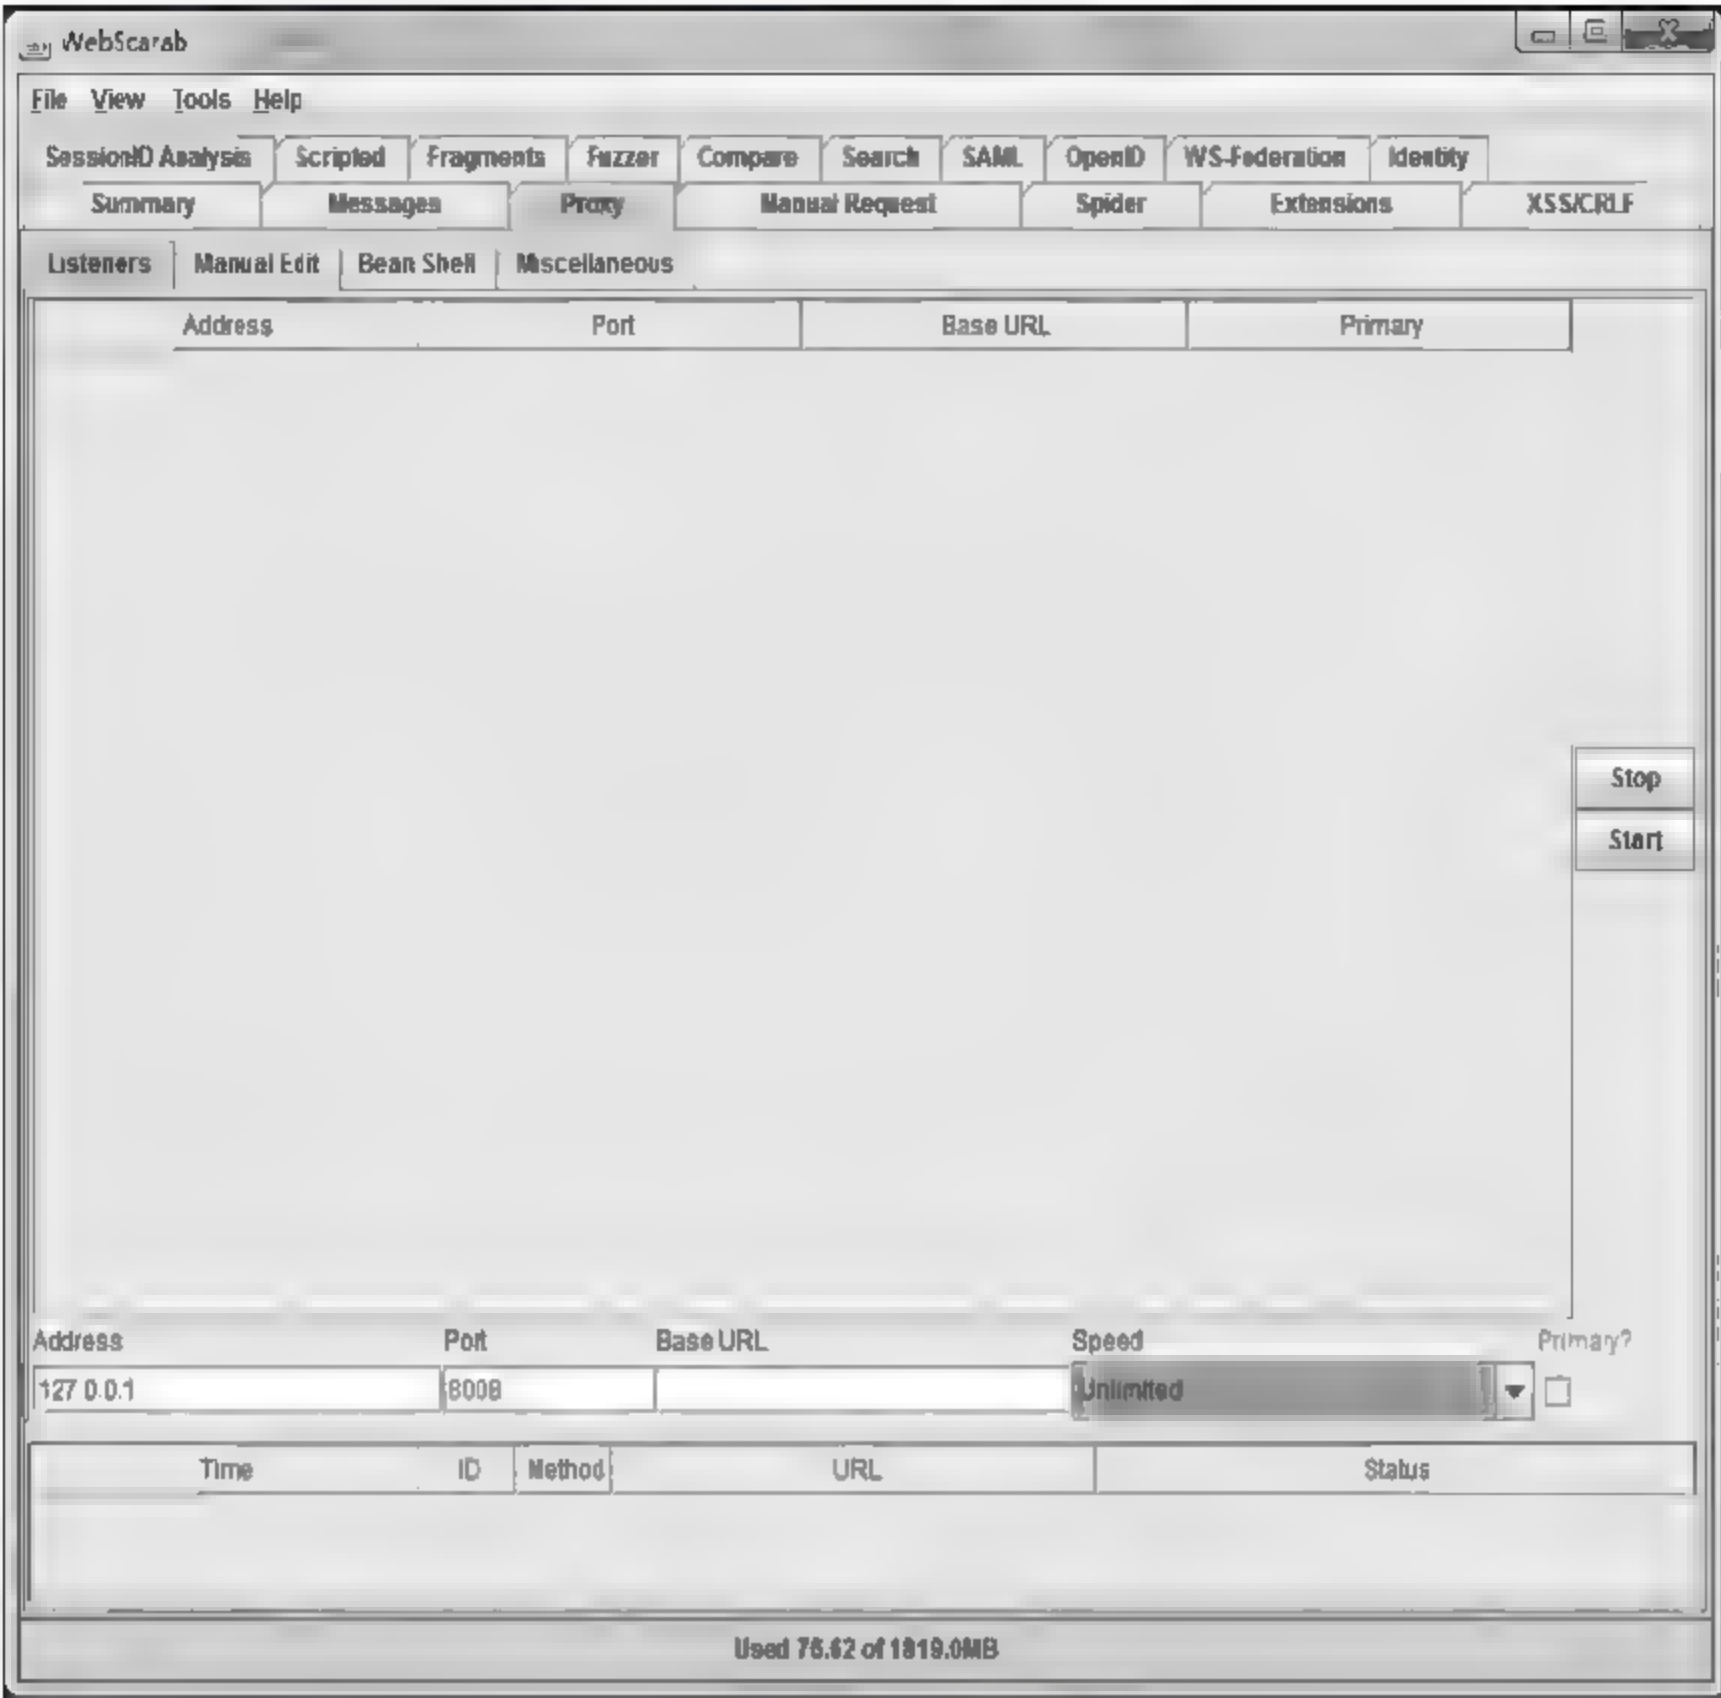 WebScarab
File View Tools Help
SessionID Analysis Scripted Fragments Fuzzer Compare Search SAML OpenID WS-Federation Identity
Summary Messages Proxy Manual Request Spider Extensions XSS/CRLF
Listeners Manual Edit Bean Shell Miscellaneous
Address Port Base URL Primary
Stop
Start
Address Port Base URL Speed Primary?
127.0.0.1 8008 Unlimited
Time ID Method URL Status
Used of 1819.0MB